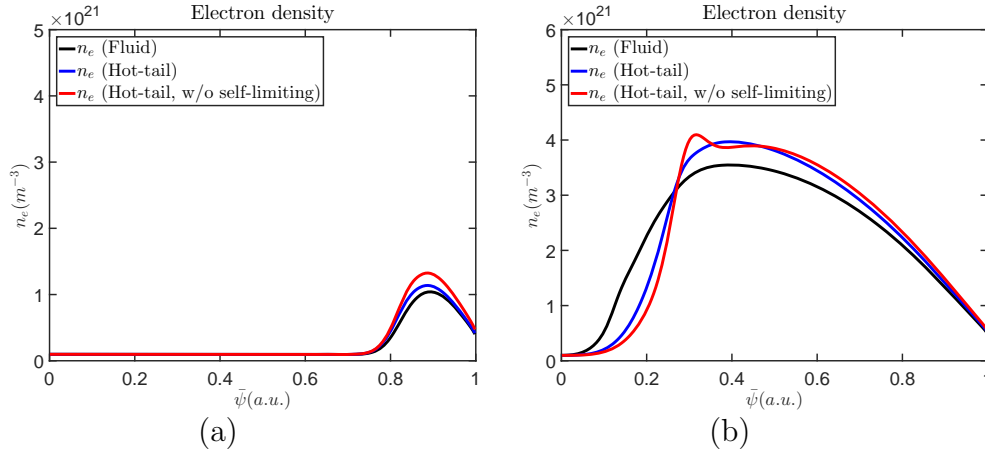 Electron density
×10^21
n_e (Fluid)
n_e (Hot-tail)
n_e (Hot-tail, w/o self-limiting)
n_e(m^{-3})
5
4
3
2
1
0
0 0.2 0.4 0.6 0.8 1
ψ̄(a.u.)
(a)
Electron density
×10^21
n_e (Fluid)
n_e (Hot-tail)
n_e (Hot-tail, w/o self-limiting)
n_e(m^{-3})
6
5
4
3
2
1
0
0 0.2 0.4 0.6 0.8 1
ψ̄(a.u.)
(b)